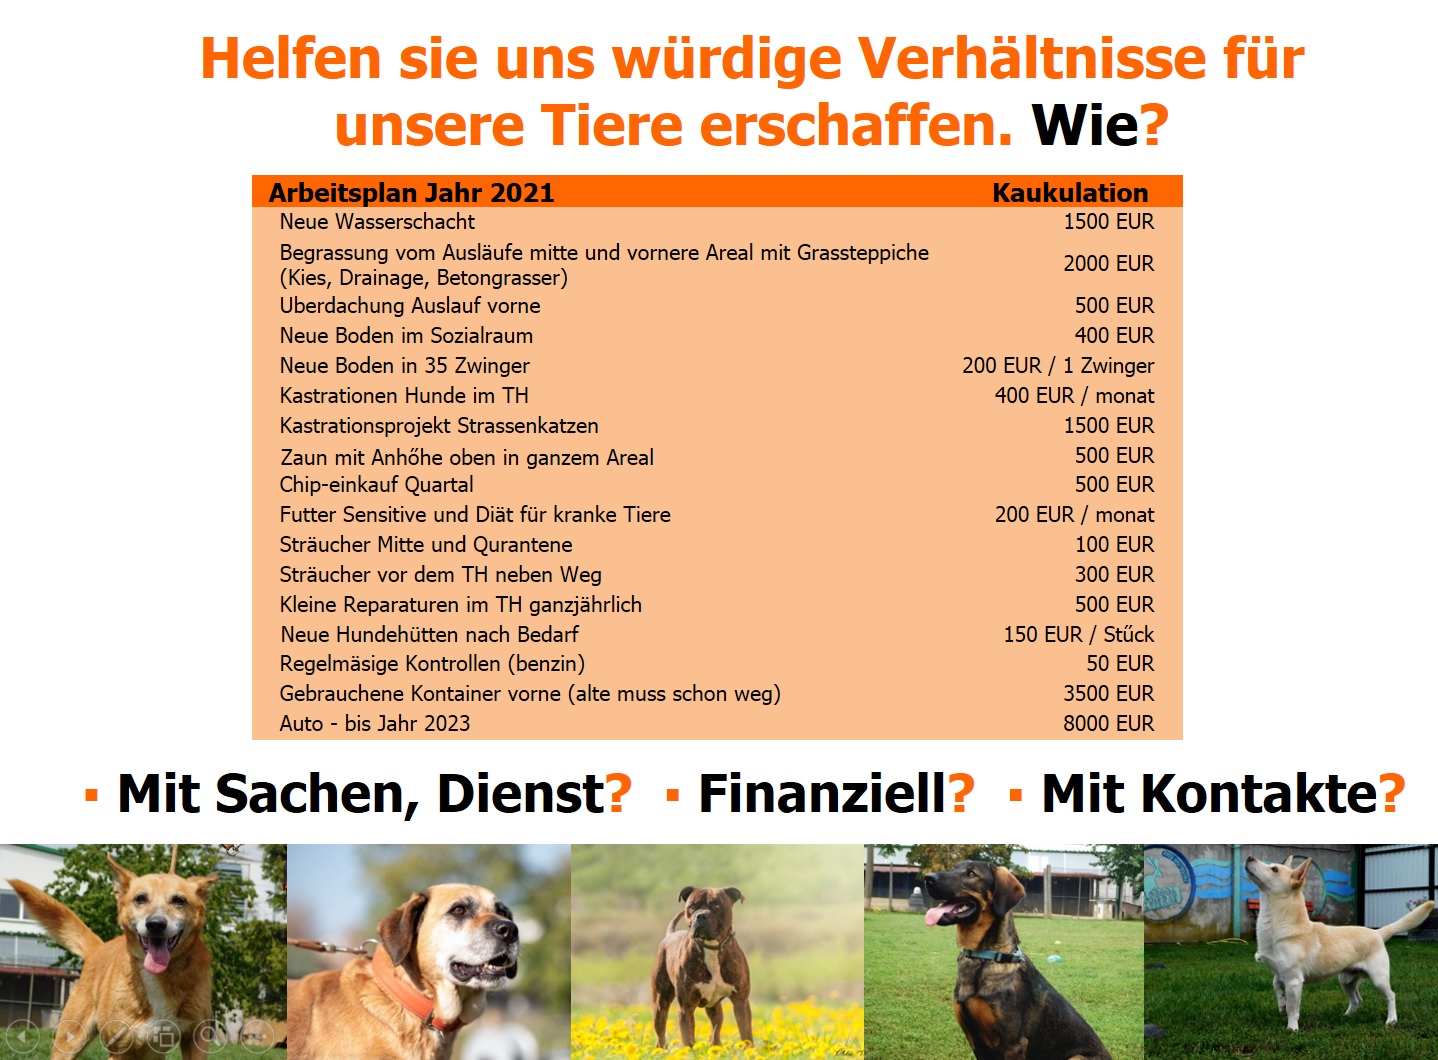 Helfen sie uns würdige Verhältnisse für
unsere Tiere erschaffen. Wie?
Arbeitsplan Jahr 2021 Kaukulation
Neue Wasserschacht 1500 EUR
Begrassung vom Ausläufe mitte und vornere Areal mit Grassteppiche
(Kies, Drainage, Betongrasser) 2000 EUR
Uberdachung Auslauf vorne 500 EUR
Neue Boden im Sozialraum 400 EUR
Neue Boden in 35 Zwinger 200 EUR / 1 Zwinger
Kastrationen Hunde im TH 400 EUR / monat
Kastrationsprojekt Strassenkatzen 1500 EUR
Zaun mit Anhőhe oben in ganzem Areal 500 EUR
Chip-einkauf Quartal 500 EUR
Futter Sensitive und Diät für kranke Tiere 200 EUR / monat
Sträucher Mitte und Qurantene 100 EUR
Sträucher vor dem TH neben Weg 300 EUR
Kleine Reparaturen im TH ganzjährlich 500 EUR
Neue Hundehütten nach Bedarf 150 EUR / Stűck
Regelmäsige Kontrollen (benzin) 50 EUR
Gebrauchene Kontainer vorne (alte muss schon weg) 3500 EUR
Auto - bis Jahr 2023 8000 EUR
▪ Mit Sachen, Dienst? ▪ Finanziell? ▪ Mit Kontakte?